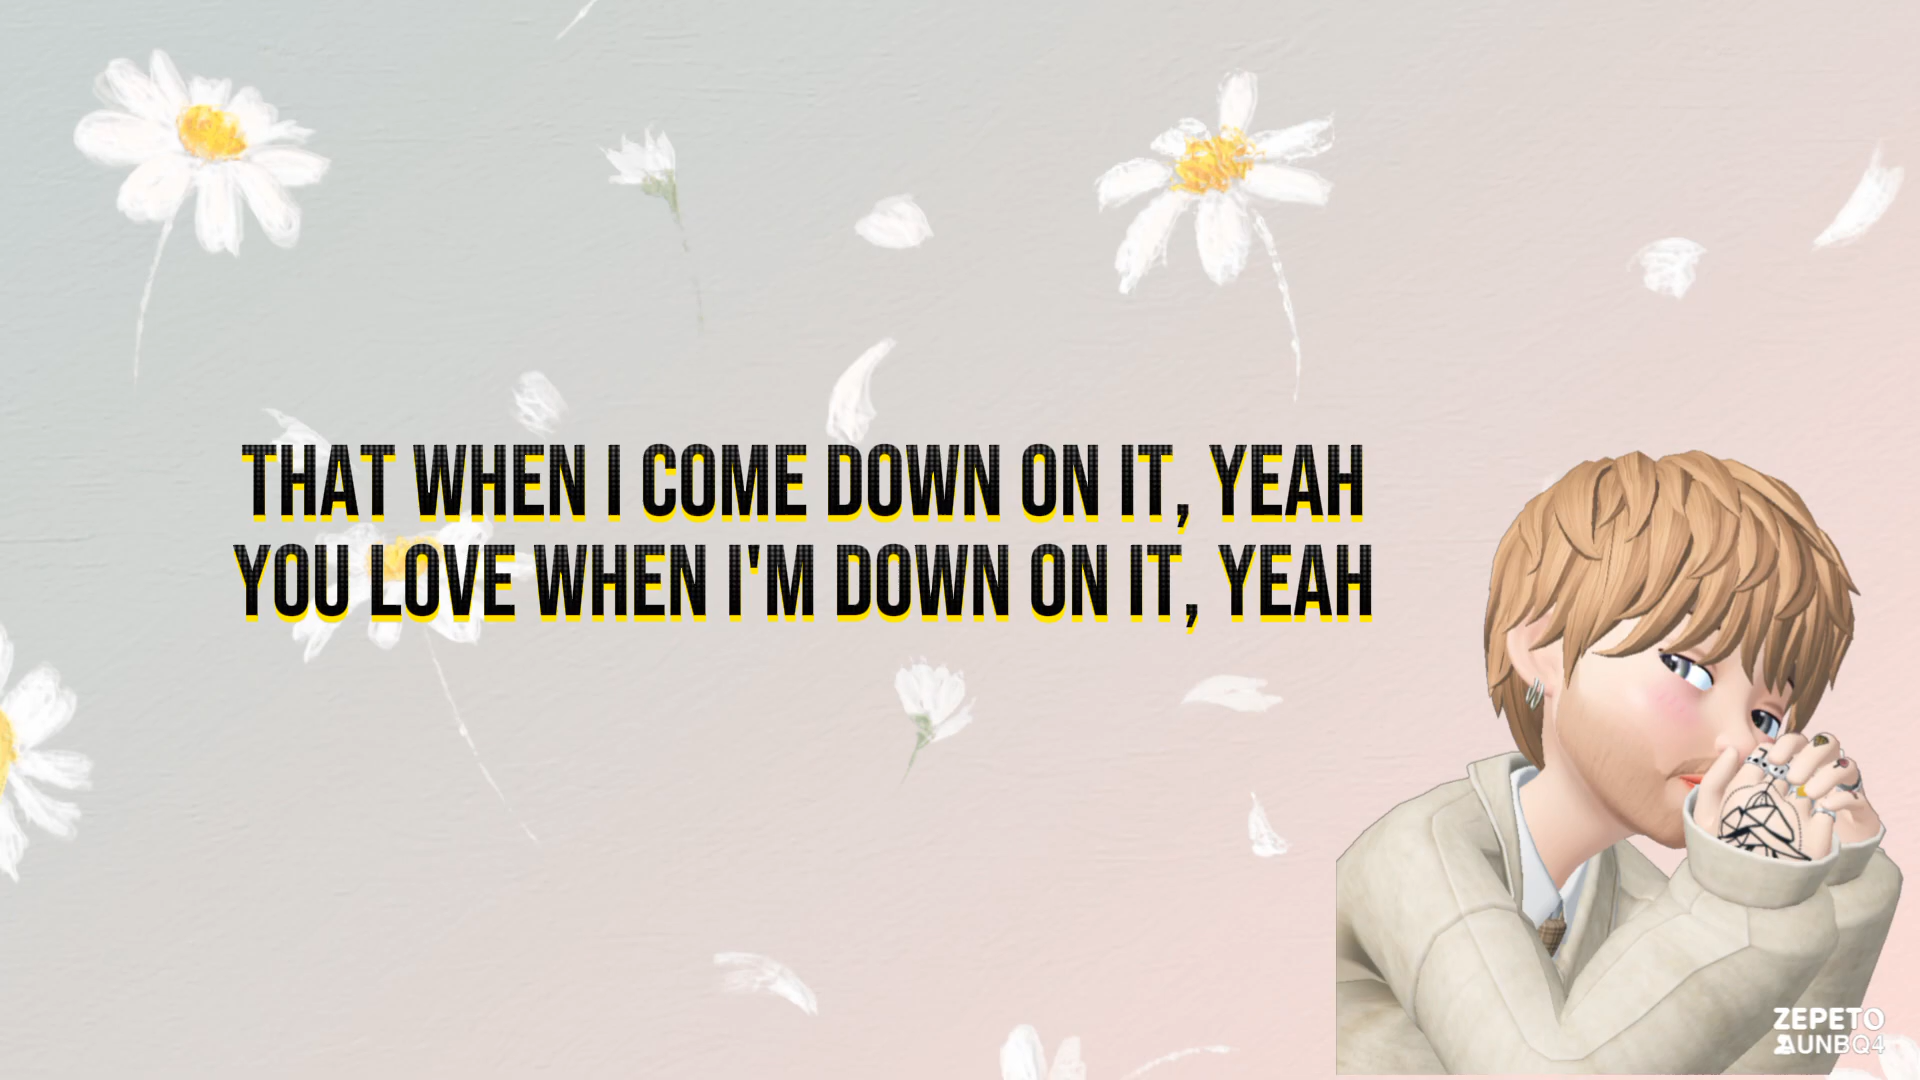 THAT WHEN I COME DOWN ON IT, YEAH
YOU LOVE WHEN I'M DOWN ON IT, YEAH
ZEPETO
UNBQ4